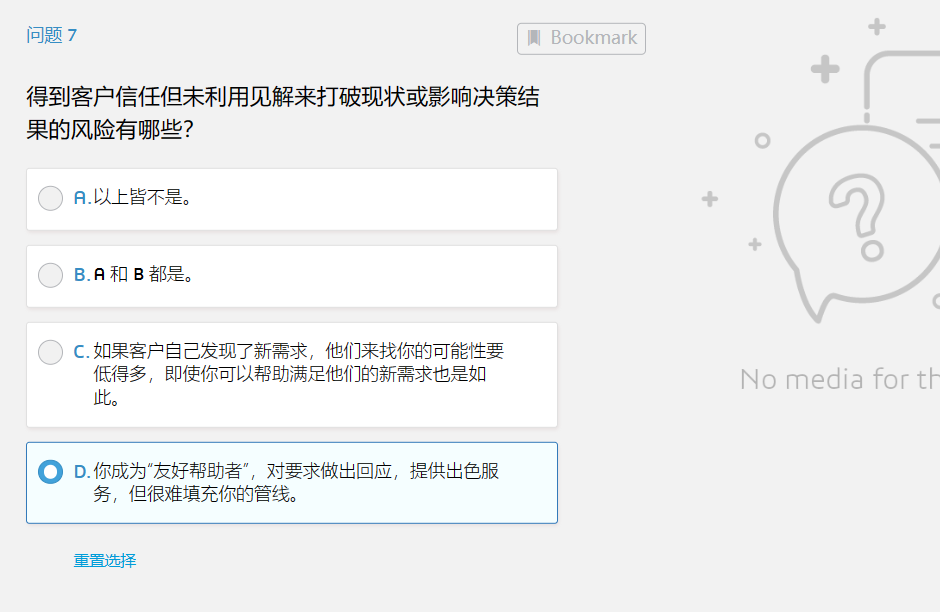 问题 7
Bookmark
得到客户信任但未利用见解来打破现状或影响决策结
果的风险有哪些?
A.以上皆不是。
B.A 和 B 都是。
C.如果客户自己发现了新需求，他们来找你的可能性要
低得多，即使你可以帮助满足他们的新需求也是如
此。
D.你成为“友好帮助者”，对要求做出回应，提供出色服
务，但很难填充你的管线。
重置选择
No media for th